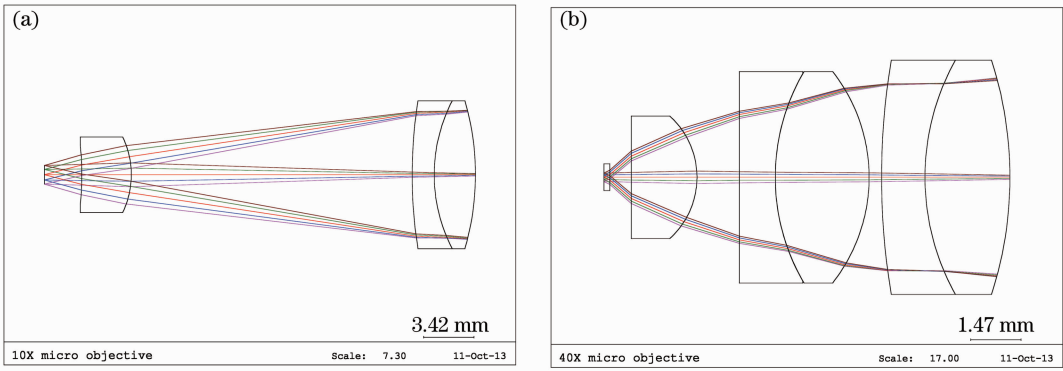 (a)
3.42 mm
10X micro objective Scale: 7.30 11-Oct-13
(b)
1.47 mm
40X micro objective Scale: 17.00 11-Oct-13